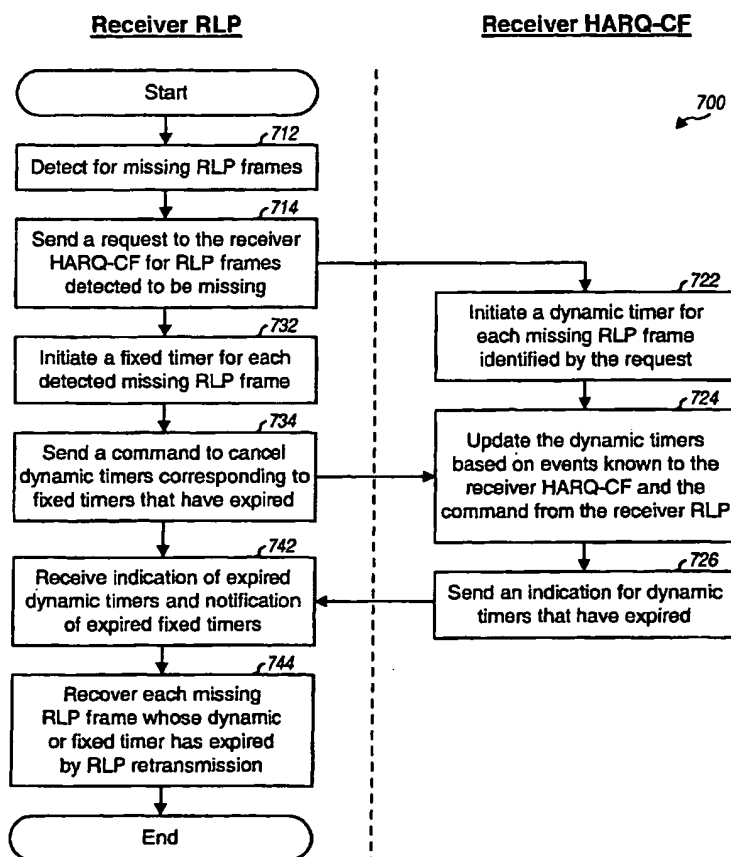 Receiver RLP
Receiver HARQ-CF
Start
700
712
Detect for missing RLP frames
714
Send a request to the receiver
HARQ-CF for RLP frames
detected to be missing
722
Initiate a dynamic timer for
each missing RLP frame
identified by the request
732
Initiate a fixed timer for each
detected missing RLP frame
724
Update the dynamic timers
based on events known to the
receiver HARQ-CF and the
command from the receiver RLP
734
Send a command to cancel
dynamic timers corresponding to
fixed timers that have expired
726
Send an indication for dynamic
timers that have expired
742
Receive indication of expired
dynamic timers and notification
of expired fixed timers
744
Recover each missing
RLP frame whose dynamic
or fixed timer has expired
by RLP retransmission
End